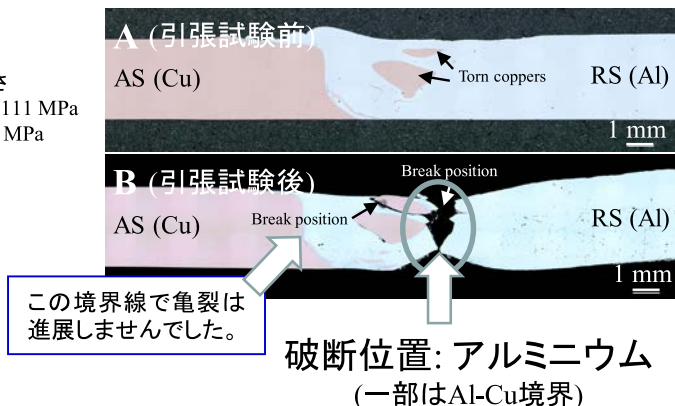 A (引張試験前)
AS (Cu)
Torn coppers
RS (Al)
1 mm
さ
111 MPa
MPa
B (引張試験後)
Break position
Break position
AS (Cu)
RS (Al)
1 mm
この境界線で亀裂は
進展しませんでした。
破断位置: アルミニウム
(一部はAl-Cu境界)